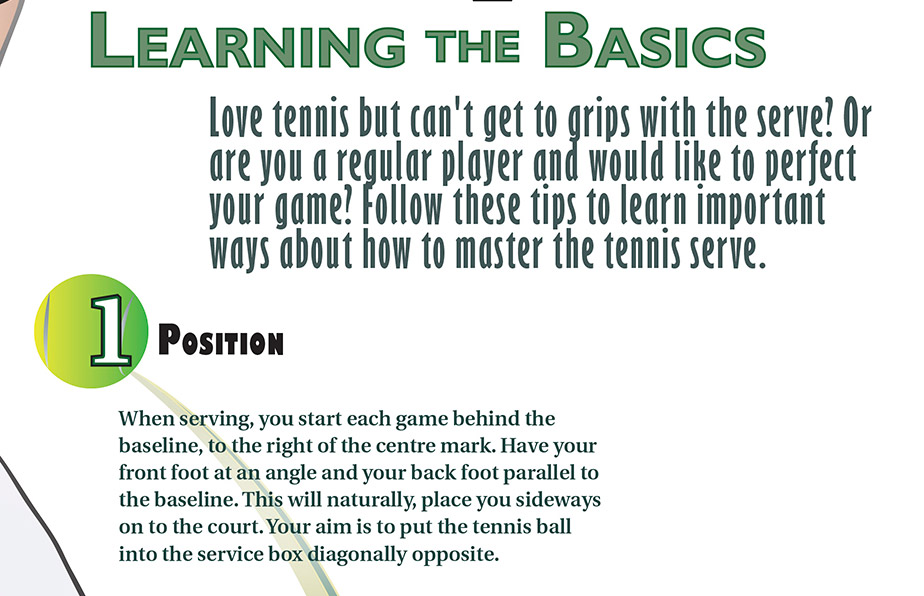 Learning the Basics
Love tennis but can't get to grips with the serve? Or
are you a regular player and would like to perfect
your game? Follow these tips to learn important
ways about how to master the tennis serve.
1 Position
When serving, you start each game behind the
baseline, to the right of the centre mark. Have your
front foot at an angle and your back foot parallel to
the baseline. This will naturally, place you sideways
on to the court. Your aim is to put the tennis ball
into the service box diagonally opposite.